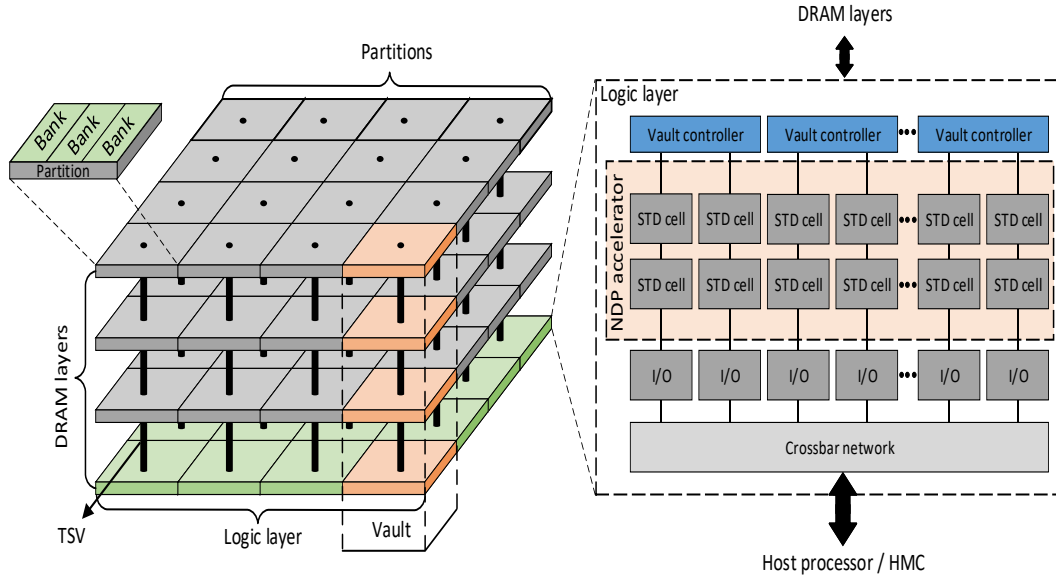 Partitions
Bank
Bank
Bank
Partition
DRAM layers
TSV
Logic layer
Vault
DRAM layers
Logic layer
Vault controller
Vault controller
Vault controller
NDP accelerator
STD cell
STD cell
STD cell
STD cell
STD cell
STD cell
STD cell
STD cell
STD cell
STD cell
STD cell
STD cell
I/O
I/O
I/O
I/O
I/O
I/O
Crossbar network
Host processor / HMC